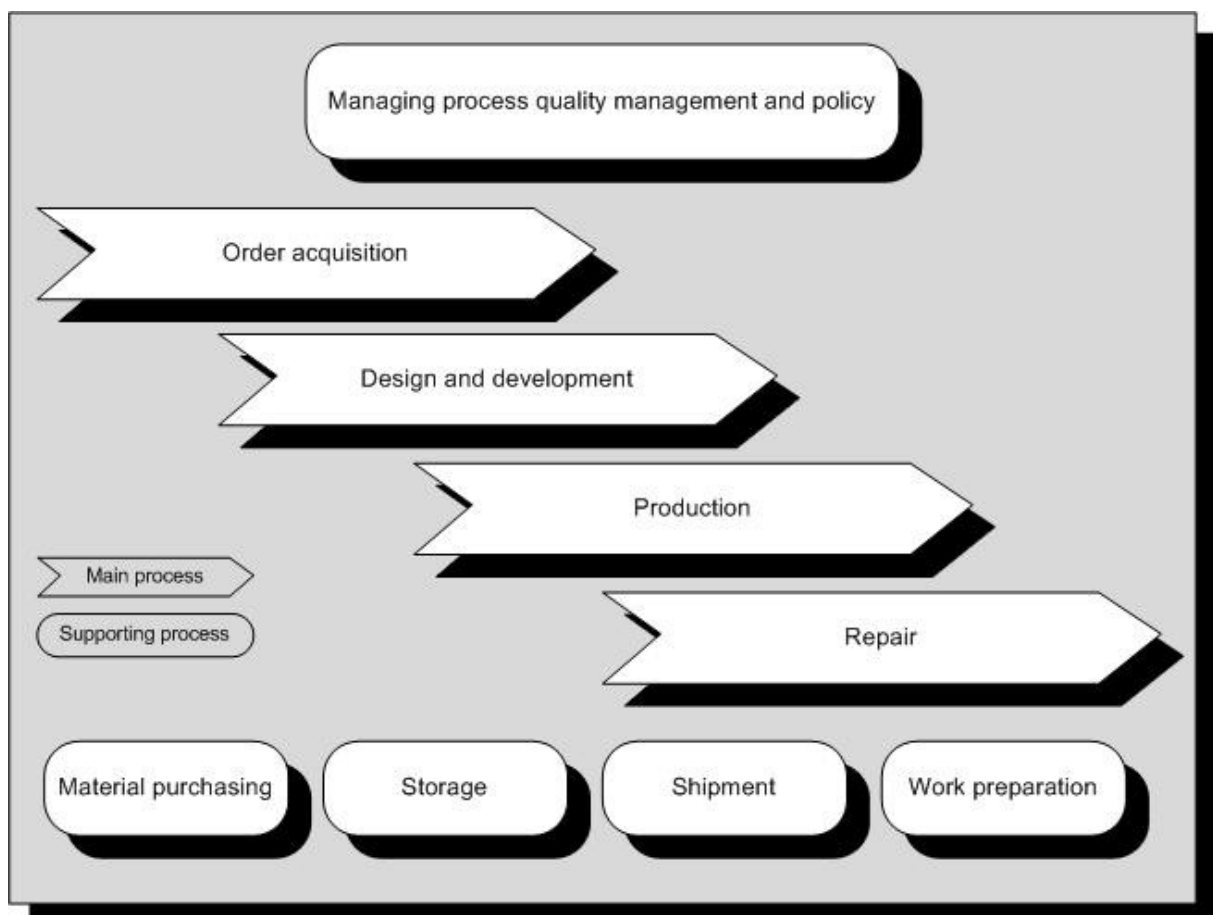 Managing process quality management and policy
Order acquisition
Design and development
Production
Main process
Supporting process
Repair
Material purchasing
Storage
Shipment
Work preparation